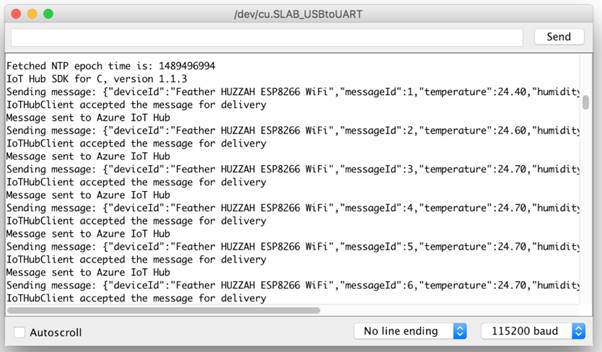 /dev/cu.SLAB_USBtoUART
Send
Fetched NTP epoch time is: 1489496994
IoT Hub SDK for C, version 1.1.3
Sending message: {"deviceId":"Feather HUZZAH ESP8266 WiFi","messageId":1,"temperature":24.40,"humidity
IoTHubClient accepted the message for delivery
Message sent to Azure IoT Hub
Sending message: {"deviceId":"Feather HUZZAH ESP8266 WiFi","messageId":2,"temperature":24.60,"humidity
IoTHubClient accepted the message for delivery
Message sent to Azure IoT Hub
Sending message: {"deviceId":"Feather HUZZAH ESP8266 WiFi","messageId":3,"temperature":24.70,"humidity
IoTHubClient accepted the message for delivery
Message sent to Azure IoT Hub
Sending message: {"deviceId":"Feather HUZZAH ESP8266 WiFi","messageId":4,"temperature":24.70,"humidity
IoTHubClient accepted the message for delivery
Message sent to Azure IoT Hub
Sending message: {"deviceId":"Feather HUZZAH ESP8266 WiFi","messageId":5,"temperature":24.70,"humidity
IoTHubClient accepted the message for delivery
Message sent to Azure IoT Hub
Sending message: {"deviceId":"Feather HUZZAH ESP8266 WiFi","messageId":6,"temperature":24.70,"humidity
IoTHubClient accepted the message for delivery
Autoscroll No line ending 115200 baud